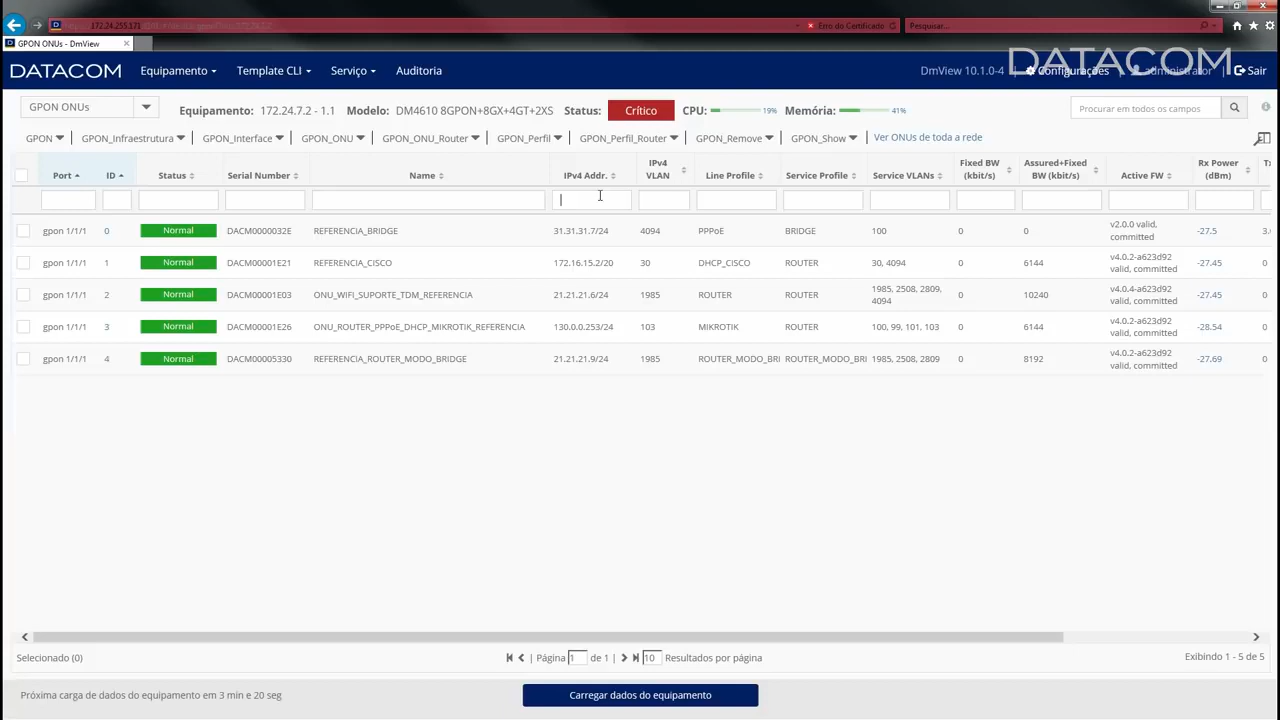 172.24.255.171
Erro do Certificado
Pesquisar...
GPON ONUs - DmView
DATACOM
DATACOM Equipamento Template CLI Serviço Auditoria DmView 10.1.0-4 Configurações administrator Sair
GPON ONUs Equipamento: 172.24.7.2 - 1.1 Modelo: DM4610 8GPON+8GX+4GT+2XS Status: Crítico CPU: 19% Memória: 41% Procurar em todos os campos
GPON GPON_Infraestrutura GPON_Interface GPON_ONU GPON_ONU_Router GPON_Perfil GPON_Perfil_Router GPON_Remove GPON_Show Ver ONUs de toda a rede
Port ID Status Serial Number Name IPv4 Addr. IPv4 VLAN Line Profile Service Profile Service VLANs Fixed BW (kbit/s) Assured+Fixed BW (kbit/s) Active FW Rx Power (dBm) Tx
gpon 1/1/1 0 Normal DACM0000032E REFERENCIA_BRIDGE 31.31.31.7/24 4094 PPPoE BRIDGE 100 0 0 v2.0.0 valid, committed -27.5 3.
gpon 1/1/1 1 Normal DACM00001E21 REFERENCIA_CISCO 172.16.15.2/20 30 DHCP_CISCO ROUTER 30, 4094 0 6144 v4.0.2-a623d92 valid, committed -27.45 0
gpon 1/1/1 2 Normal DACM00001E03 ONU_WIFI_SUPORTE_TDM_REFERENCIA 21.21.21.6/24 1985 ROUTER ROUTER 1985, 2508, 2809, 4094 0 10240 v4.0.4-a623d92 valid, committed -27.45 0
gpon 1/1/1 3 Normal DACM00001E26 ONU_ROUTER_PPPoE_DHCP_MIKROTIK_REFERENCIA 130.0.0.253/24 103 MIKROTIK ROUTER 100, 99, 101, 103 0 6144 v4.0.2-a623d92 valid, committed -28.54 0
gpon 1/1/1 4 Normal DACM00005330 REFERENCIA_ROUTER_MODO_BRIDGE 21.21.21.9/24 1985 ROUTER_MODO_BRI ROUTER_MODO_BRI 1985, 2508, 2809 0 8192 v4.0.2-a623d92 valid, committed -27.69 0
Selecionado (0) Página 1 de 1 10 Resultados por página Exibindo 1 - 5 de 5
Próxima carga de dados do equipamento em 3 min e 20 seg Carregar dados do equipamento